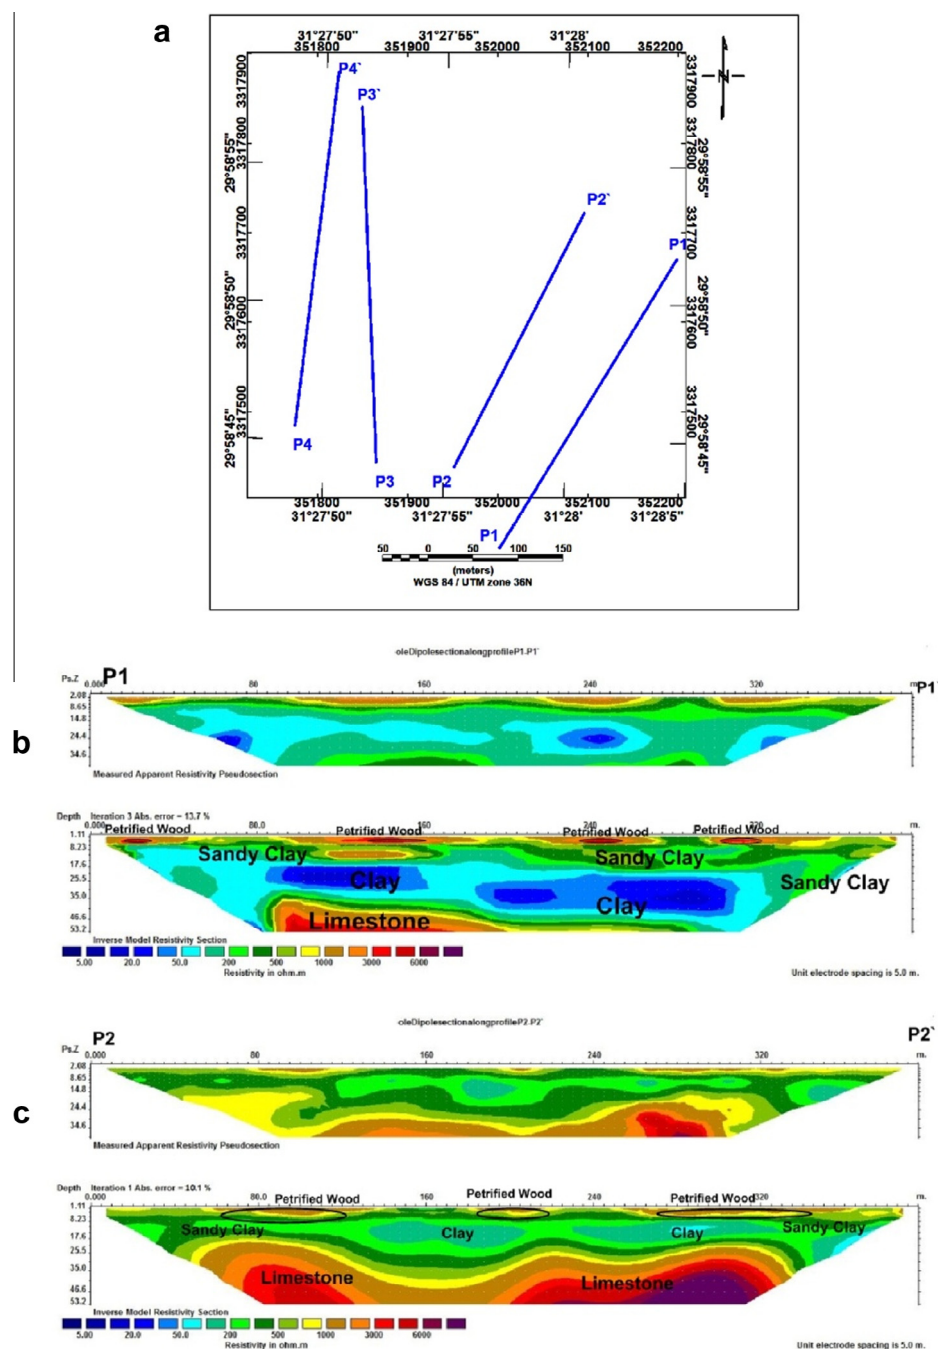 a
31°27'50" 31°27'55" 31°28'
351800 351900 352000 352100 352200
P4`
P3`
P2`
P1
P4
P3
P2
P1
3317900
3317800
29°58'55"
3317700
29°58'50"
3317600
3317500
29°58'45"
3317900
3317800
29°58'55"
3317700
29°58'50"
3317600
3317500
29°58'45"
N
351800 351900 352000 352100 352200
31°27'50" 31°27'55" 31°28' 31°28'5"
50 0 50 100 150
(meters)
WGS 84 / UTM zone 36N
b
oleDipolesectionalongprofileP1-P1`
P1 P1`
Ps.Z 0.000 80 160 240 320 m.
2.08
8.65
14.8
24.4
34.6
Measured Apparent Resistivity Pseudosection
Depth Iteration 3 Abs. error = 13.7 %
0.000 80.0 160 240 320 m.
Petrified Wood Petrified Wood Petrified Wood Petrified Wood
1.11
8.23
17.6
25.5
35.0
46.6
53.2
Sandy Clay Sandy Clay
Clay Sandy Clay
Clay
Limestone
Inverse Model Resistivity Section
5.00 20.0 50.0 200 500 1000 3000 6000
Resistivity in ohm.m Unit electrode spacing is 5.0 m.
c
oleDipolesectionalongprofileP2-P2`
P2 P2`
Ps.Z 0.000 80 160 240 320 m.
2.08
8.65
14.8
24.4
34.6
Measured Apparent Resistivity Pseudosection
Depth Iteration 1 Abs. error = 10.1 %
0.000 80.0 160 240 320 m.
Petrified Wood Petrified Wood Petrified Wood
1.11
8.23
17.6
25.5
35.0
46.6
53.2
Sandy Clay Clay Clay Sandy Clay
Limestone Limestone
Inverse Model Resistivity Section
5.00 20.0 50.0 200 500 1000 3000 6000
Resistivity in ohm.m Unit electrode spacing is 5.0 m.